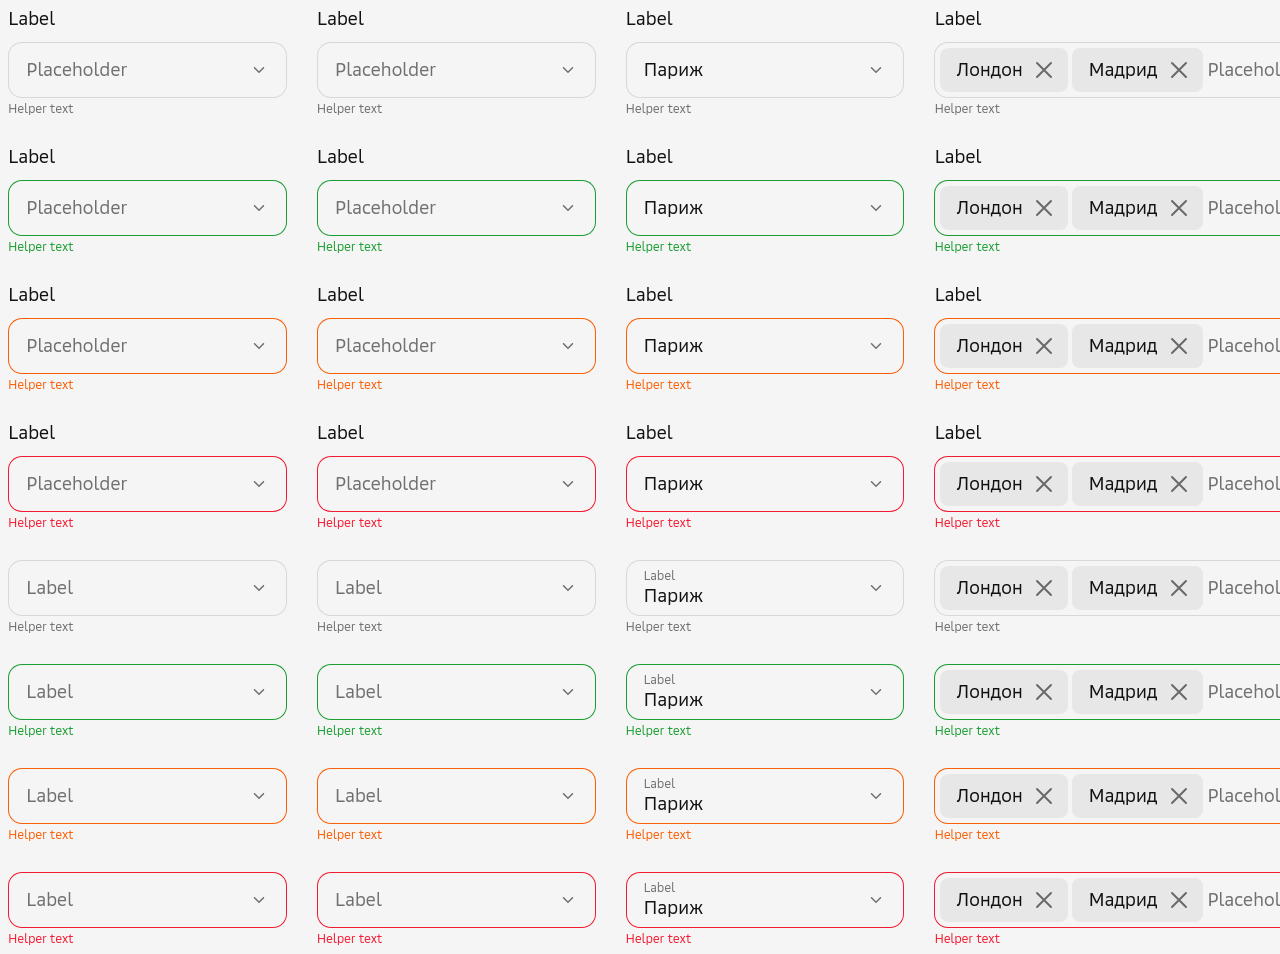 Label Label Label Label
Placeholder Placeholder Париж Лондон Мадрид Placehol
Helper text Helper text Helper text Helper text
Label Label Label Label
Placeholder Placeholder Париж Лондон Мадрид Placehol
Helper text Helper text Helper text Helper text
Label Label Label Label
Placeholder Placeholder Париж Лондон Мадрид Placehol
Helper text Helper text Helper text Helper text
Label Label Label Label
Placeholder Placeholder Париж Лондон Мадрид Placehol
Helper text Helper text Helper text Helper text
Label
Label Label Париж Лондон Мадрид Placehol
Helper text Helper text Helper text Helper text
Label
Label Label Париж Лондон Мадрид Placehol
Helper text Helper text Helper text Helper text
Label
Label Label Париж Лондон Мадрид Placehol
Helper text Helper text Helper text Helper text
Label
Label Label Париж Лондон Мадрид Placehol
Helper text Helper text Helper text Helper text